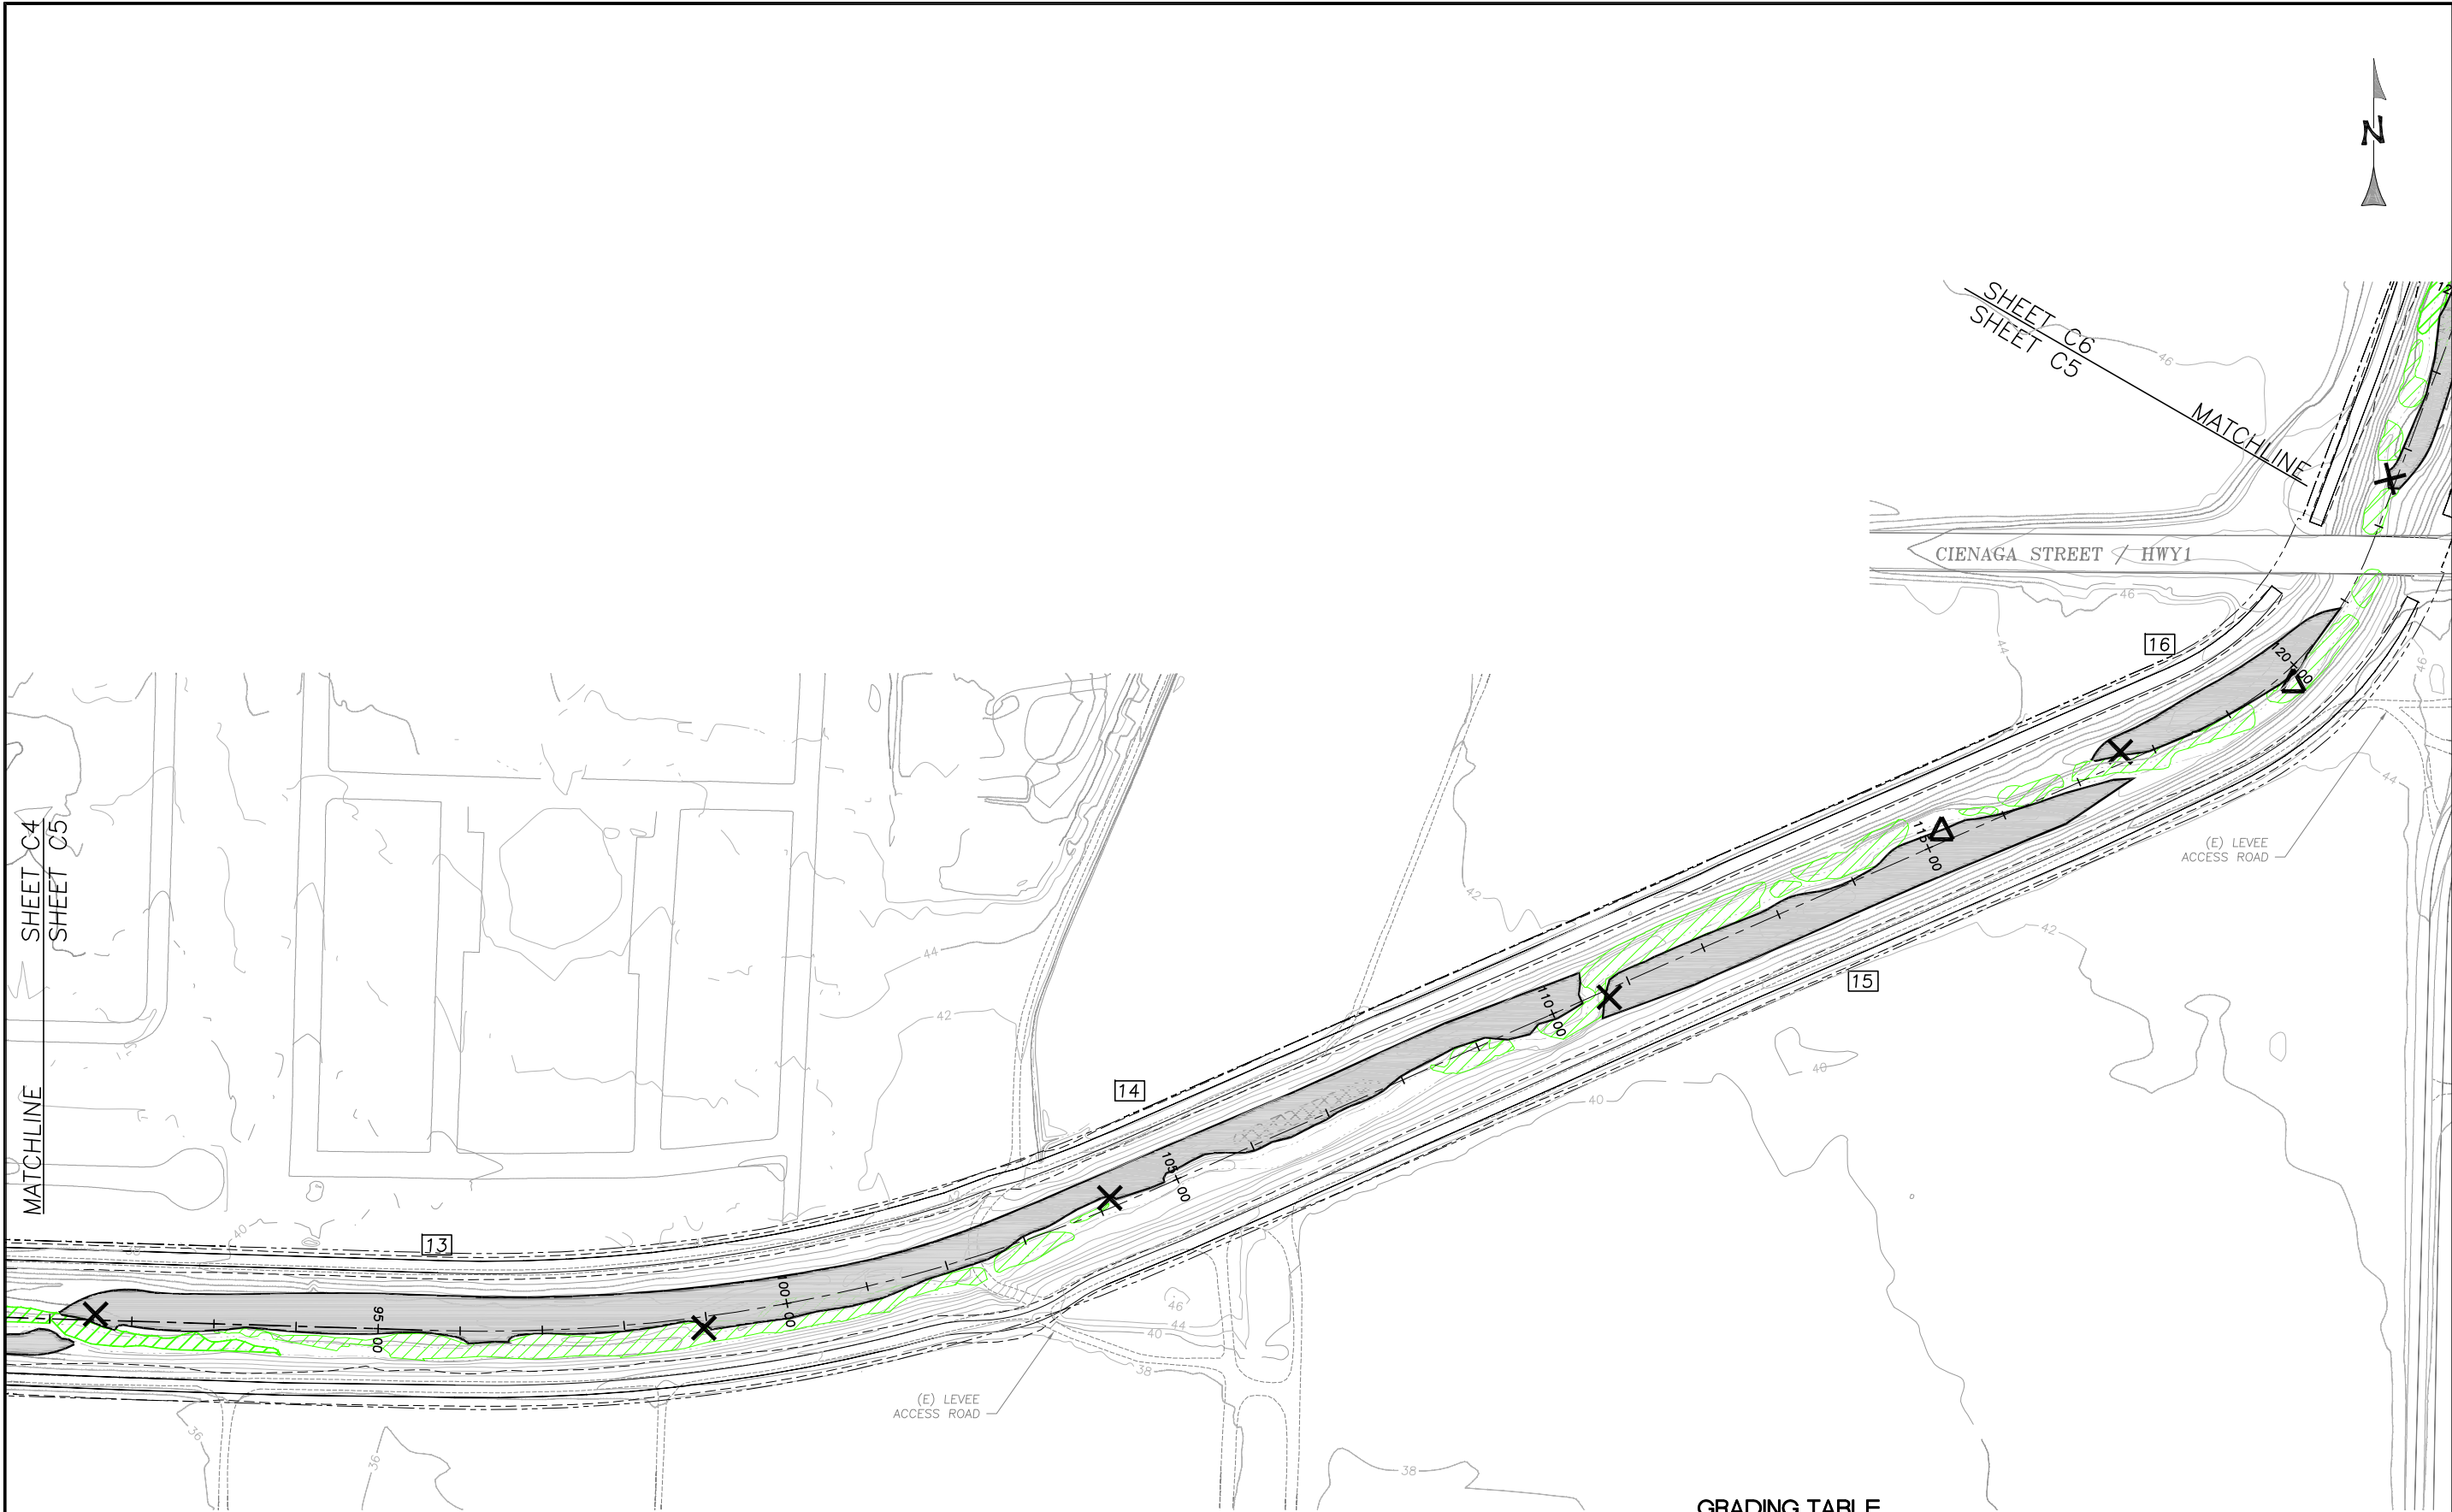 N
SHEET C6
SHEET C5
MATCHLINE
46
CIENAGA STREET / HWY1
46
44
16
120+00
46
44
(E) LEVEE
ACCESS ROAD
115+00
42
42
15
SHEET C4
SHEET C5
MATCHLINE
44
42
110+00
40
40
14
105+00
42
13
40
38
100+00
95+00
46
44
40
38
(E) LEVEE
ACCESS ROAD
36
36
38
GRADING TABLE